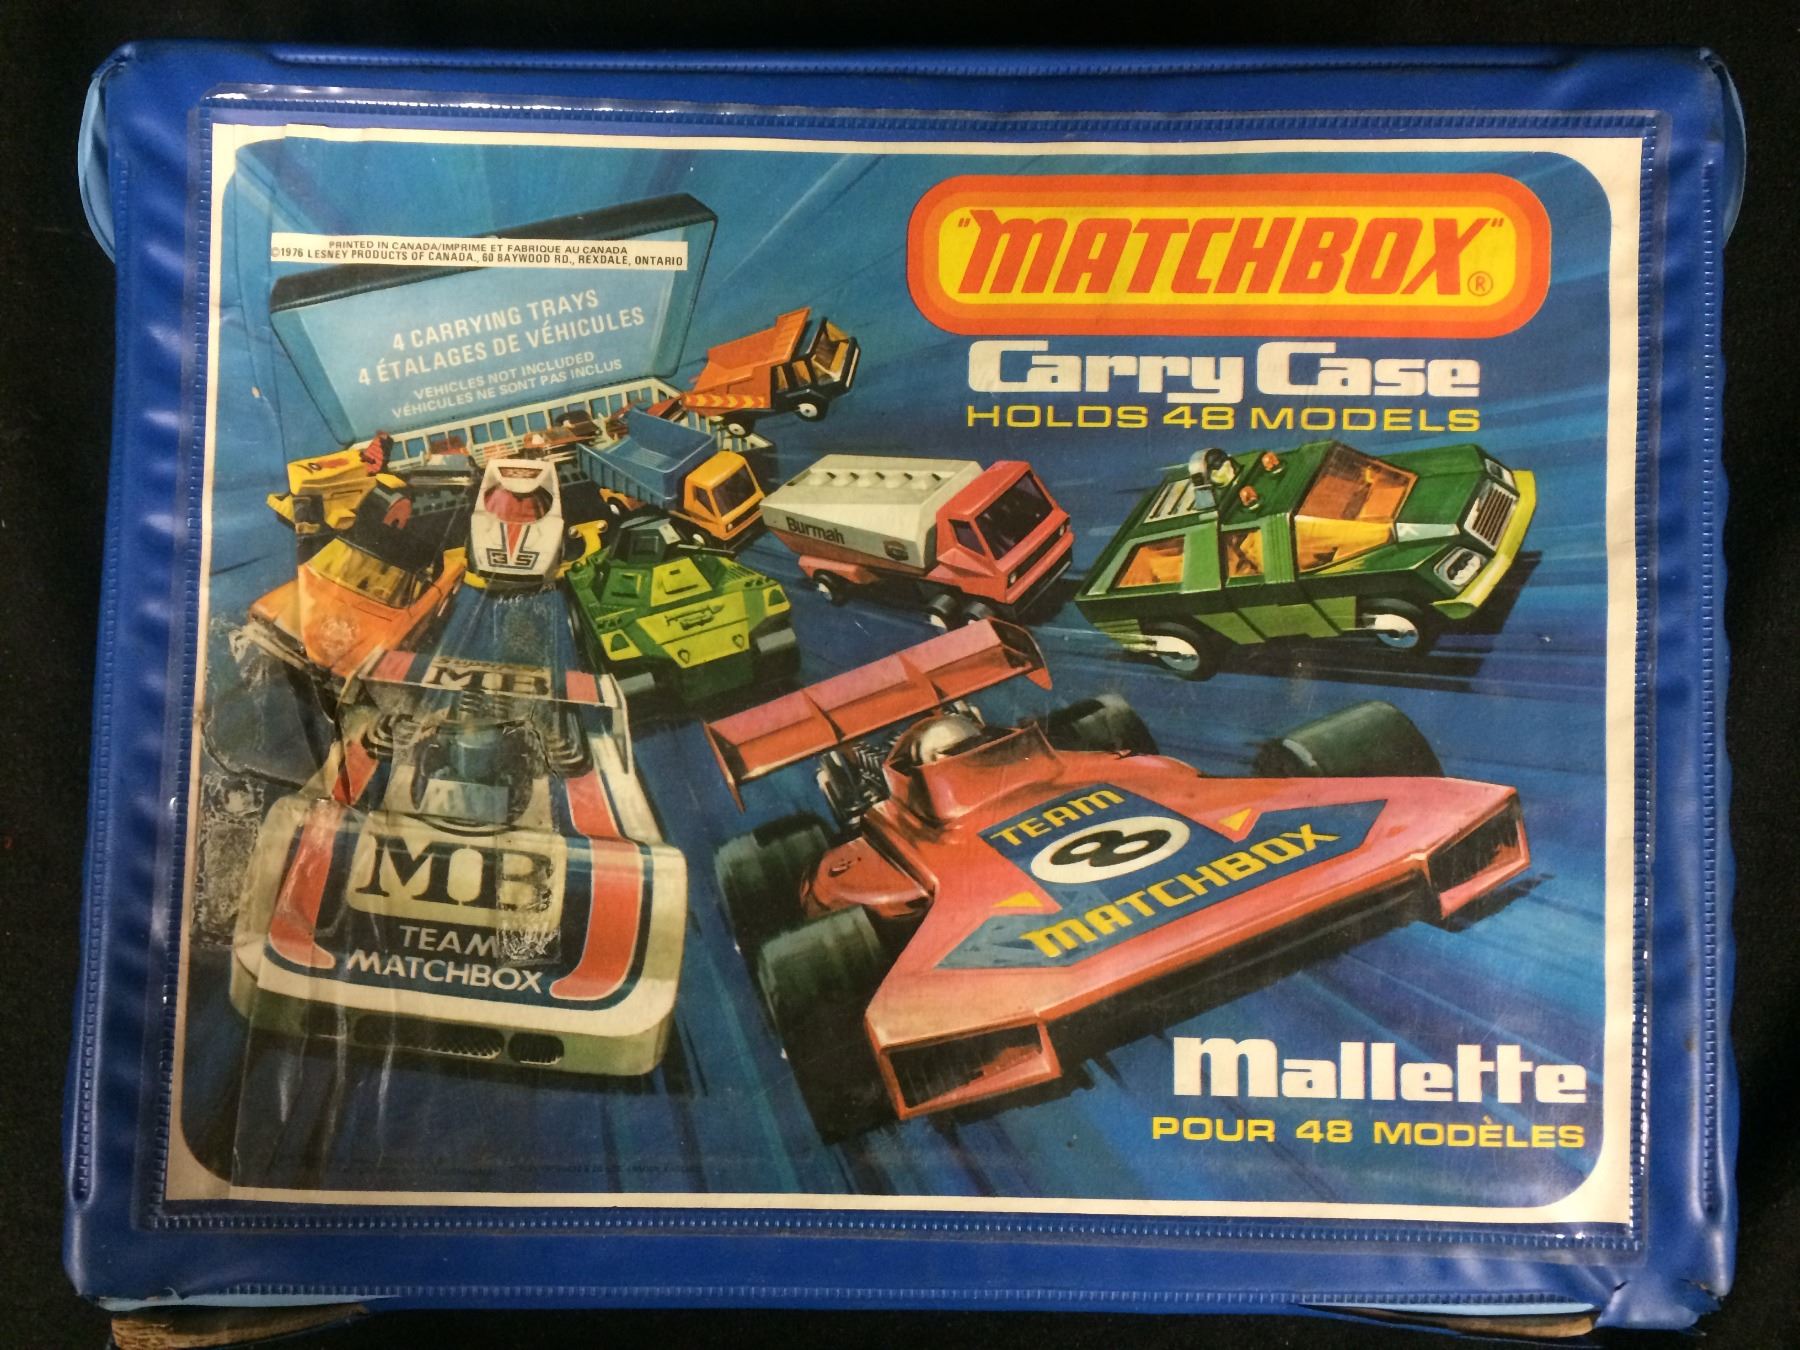 PRINTED IN CANADA/IMPRIME ET FABRIQUE AU CANADA
©1976 LESNEY PRODUCTS OF CANADA., 60 BAYWOOD RD., REXDALE, ONTARIO
4 CARRYING TRAYS
4 ÉTALAGES DE VÉHICULES
VEHICLES NOT INCLUDED
VÉHICULES NE SONT PAS INCLUS
"MATCHBOX"®
Carry Case
HOLDS 48 MODELS
Burmah
35
MB
MB
TEAM
MATCHBOX
TEAM
8
MATCHBOX
Mallette
POUR 48 MODÈLES